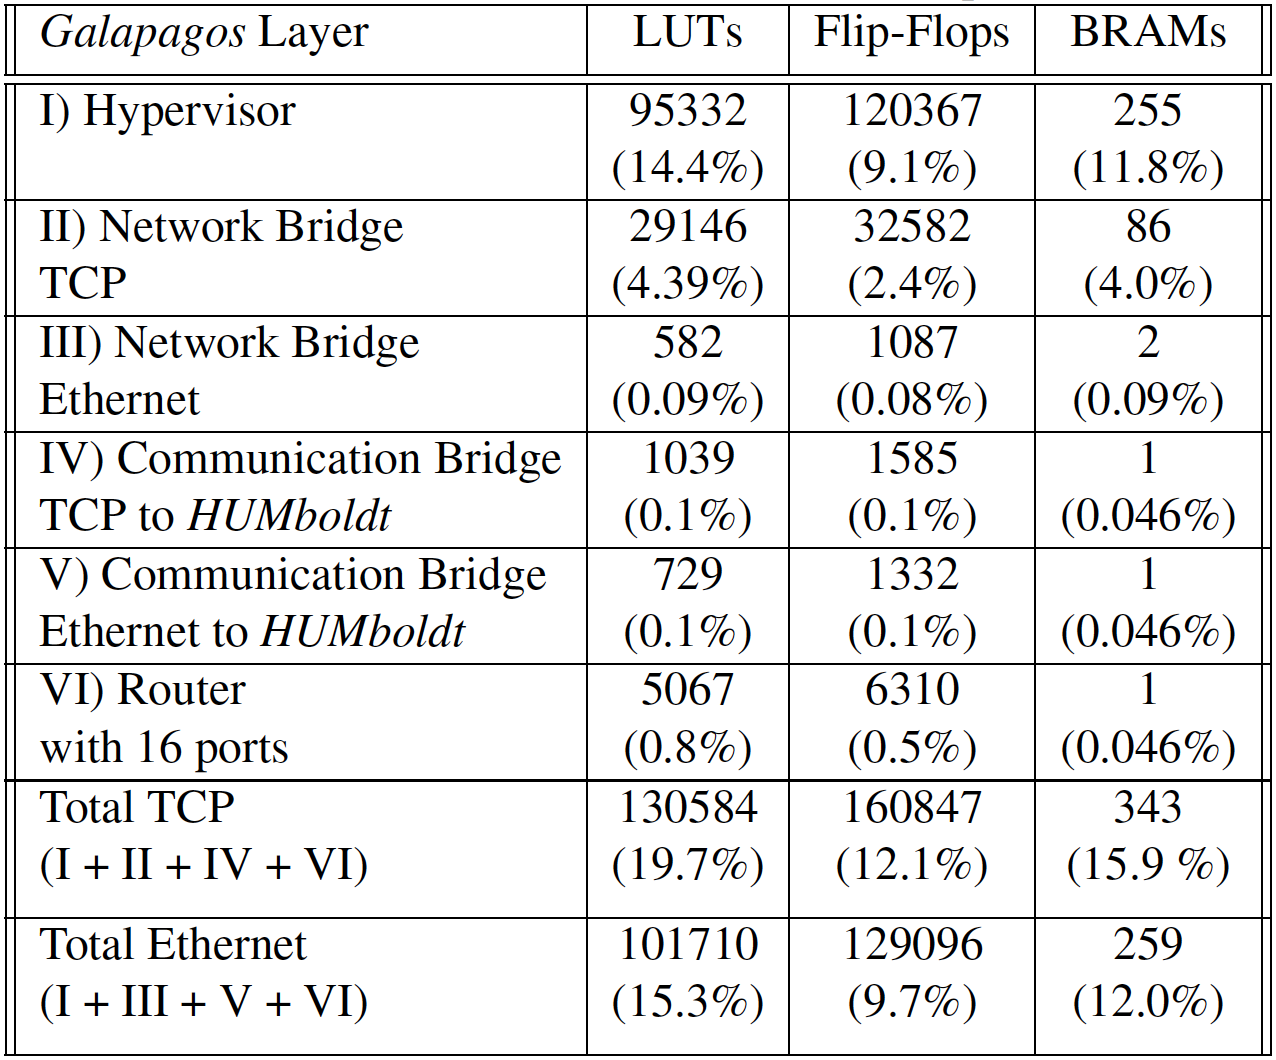 Galapagos Layer LUTs Flip-Flops BRAMs
I) Hypervisor 95332 120367 255
(14.4%) (9.1%) (11.8%)
II) Network Bridge 29146 32582 86
TCP (4.39%) (2.4%) (4.0%)
III) Network Bridge 582 1087 2
Ethernet (0.09%) (0.08%) (0.09%)
IV) Communication Bridge 1039 1585 1
TCP to HUMboldt (0.1%) (0.1%) (0.046%)
V) Communication Bridge 729 1332 1
Ethernet to HUMboldt (0.1%) (0.1%) (0.046%)
VI) Router 5067 6310 1
with 16 ports (0.8%) (0.5%) (0.046%)
Total TCP 130584 160847 343
(I + II + IV + VI) (19.7%) (12.1%) (15.9 %)
Total Ethernet 101710 129096 259
(I + III + V + VI) (15.3%) (9.7%) (12.0%)